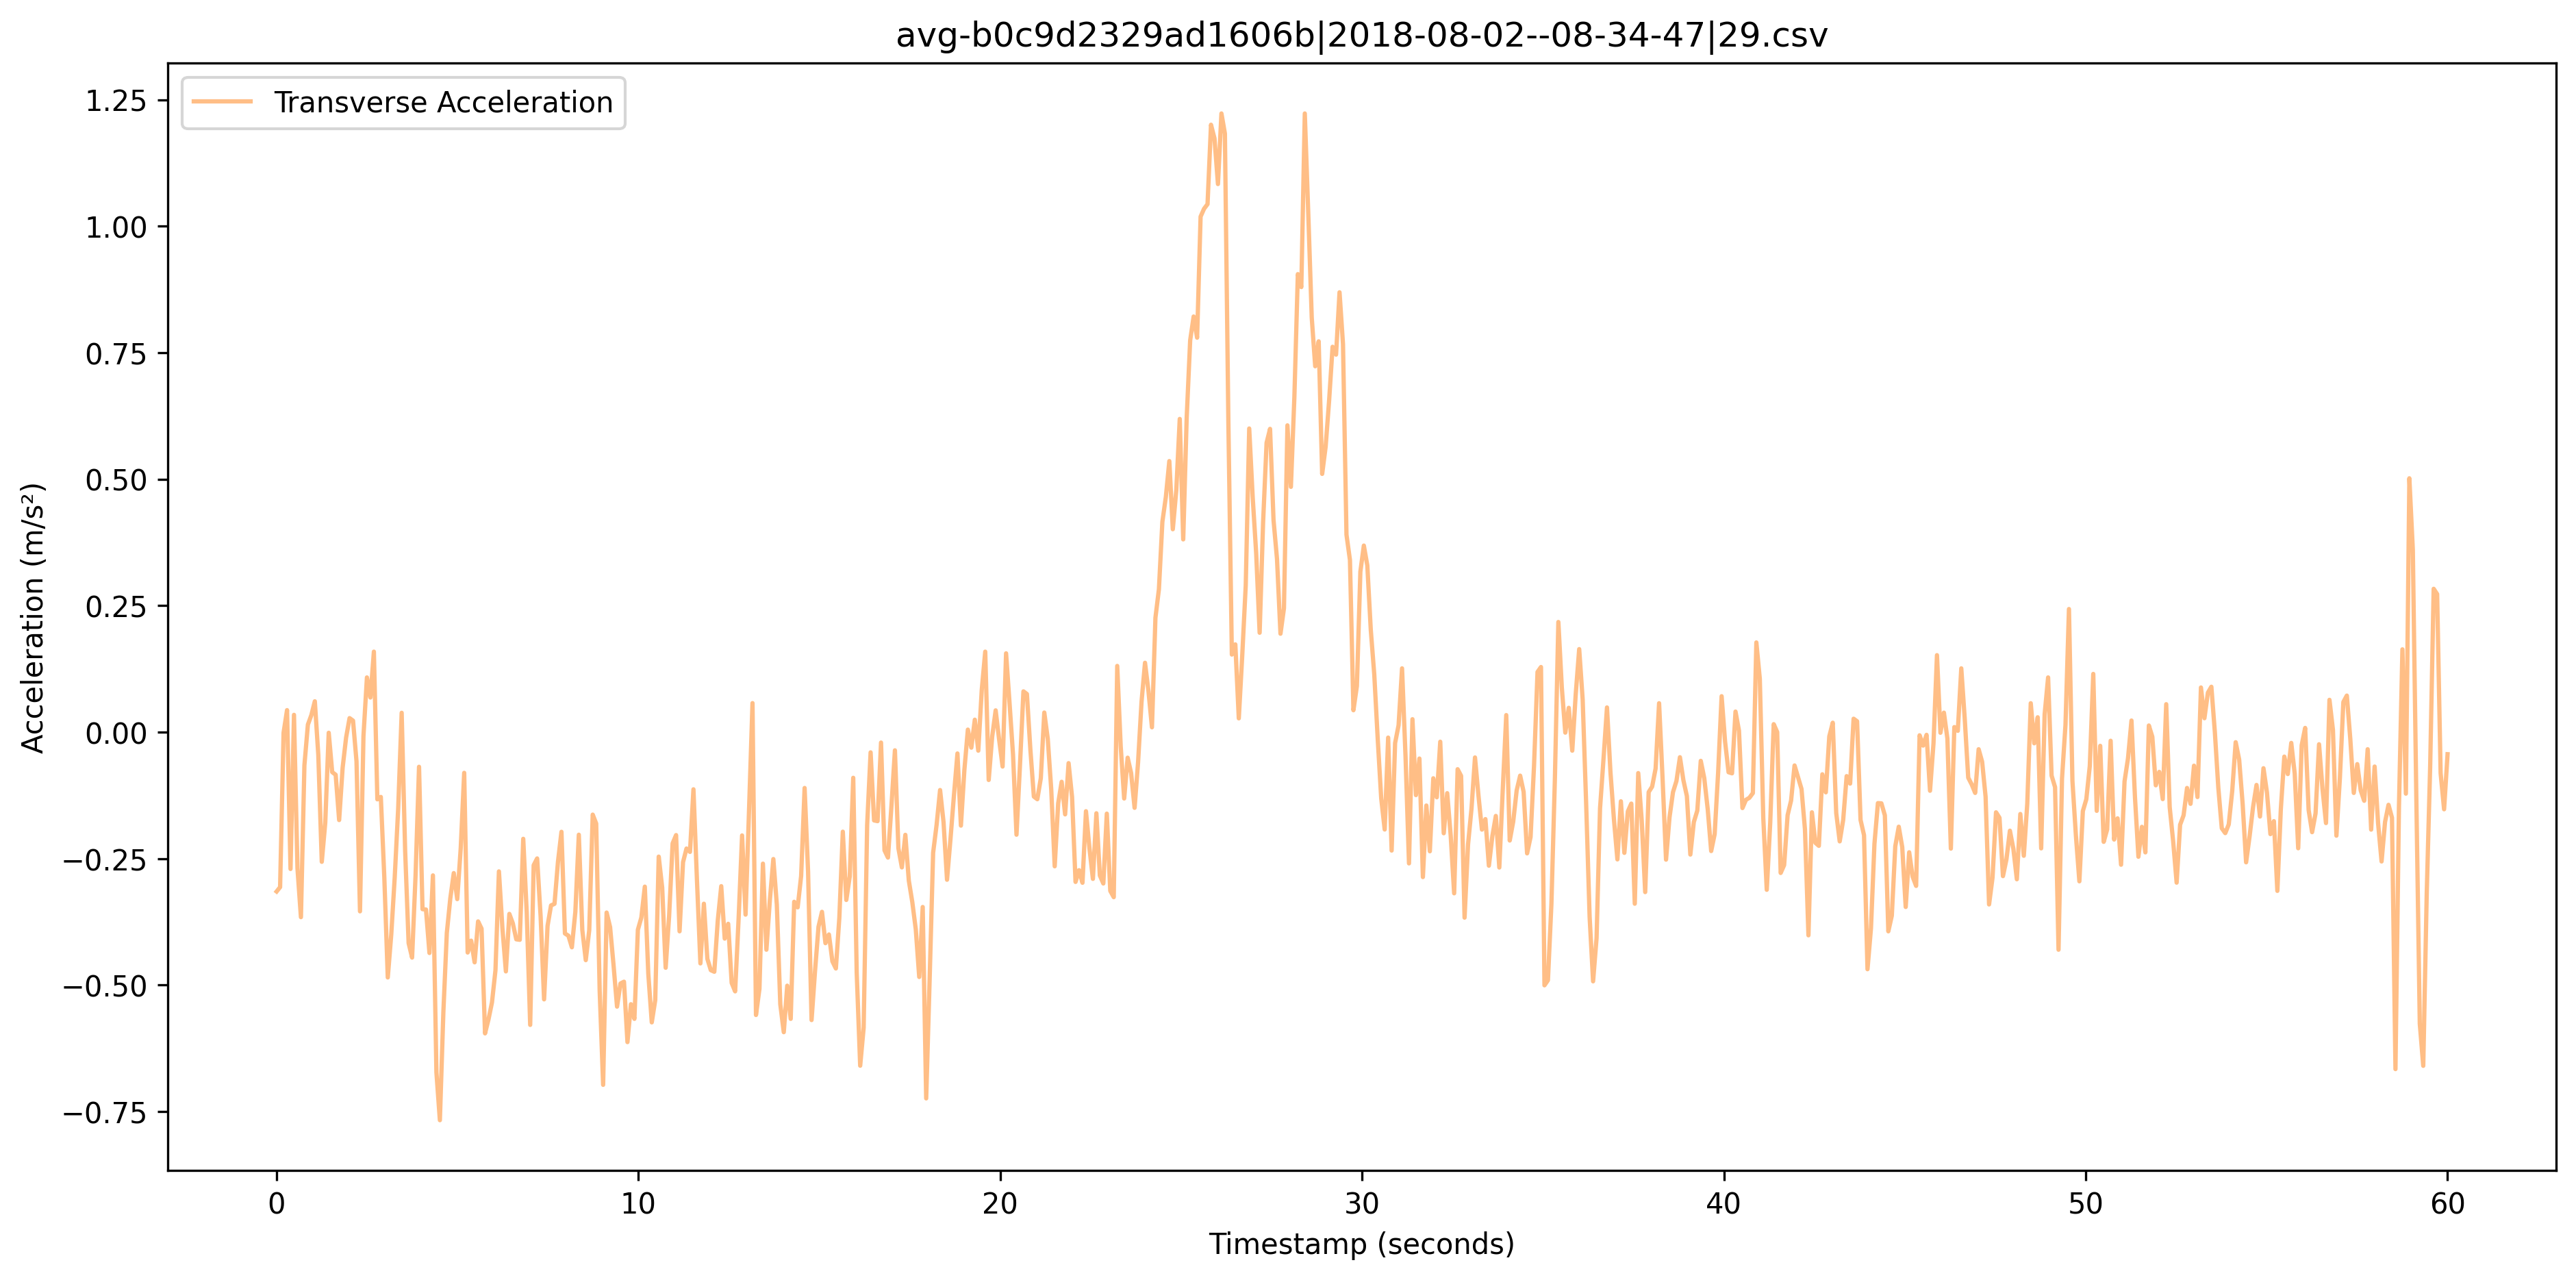 avg-b0c9d2329ad1606b|2018-08-02--08-34-47|29.csv
Transverse Acceleration
Acceleration (m/s²)
1.25
1.00
0.75
0.50
0.25
0.00
−0.25
−0.50
−0.75
0 10 20 30 40 50 60
Timestamp (seconds)